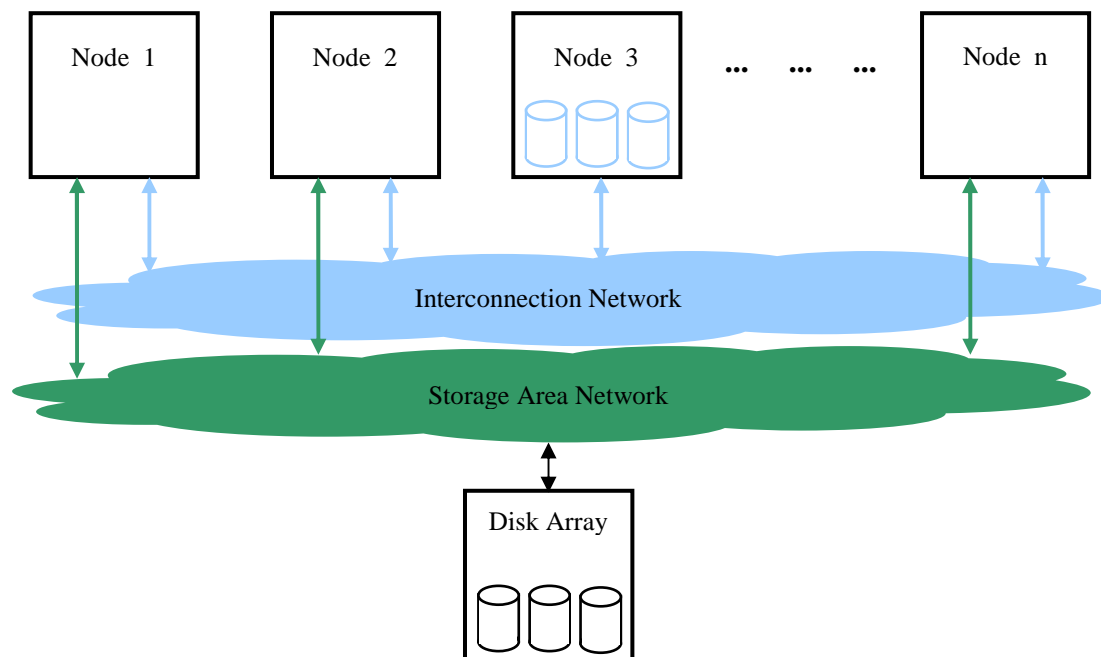 Node 1
Node 2
Node 3
... ... ...
Node n
Interconnection Network
Storage Area Network
Disk Array